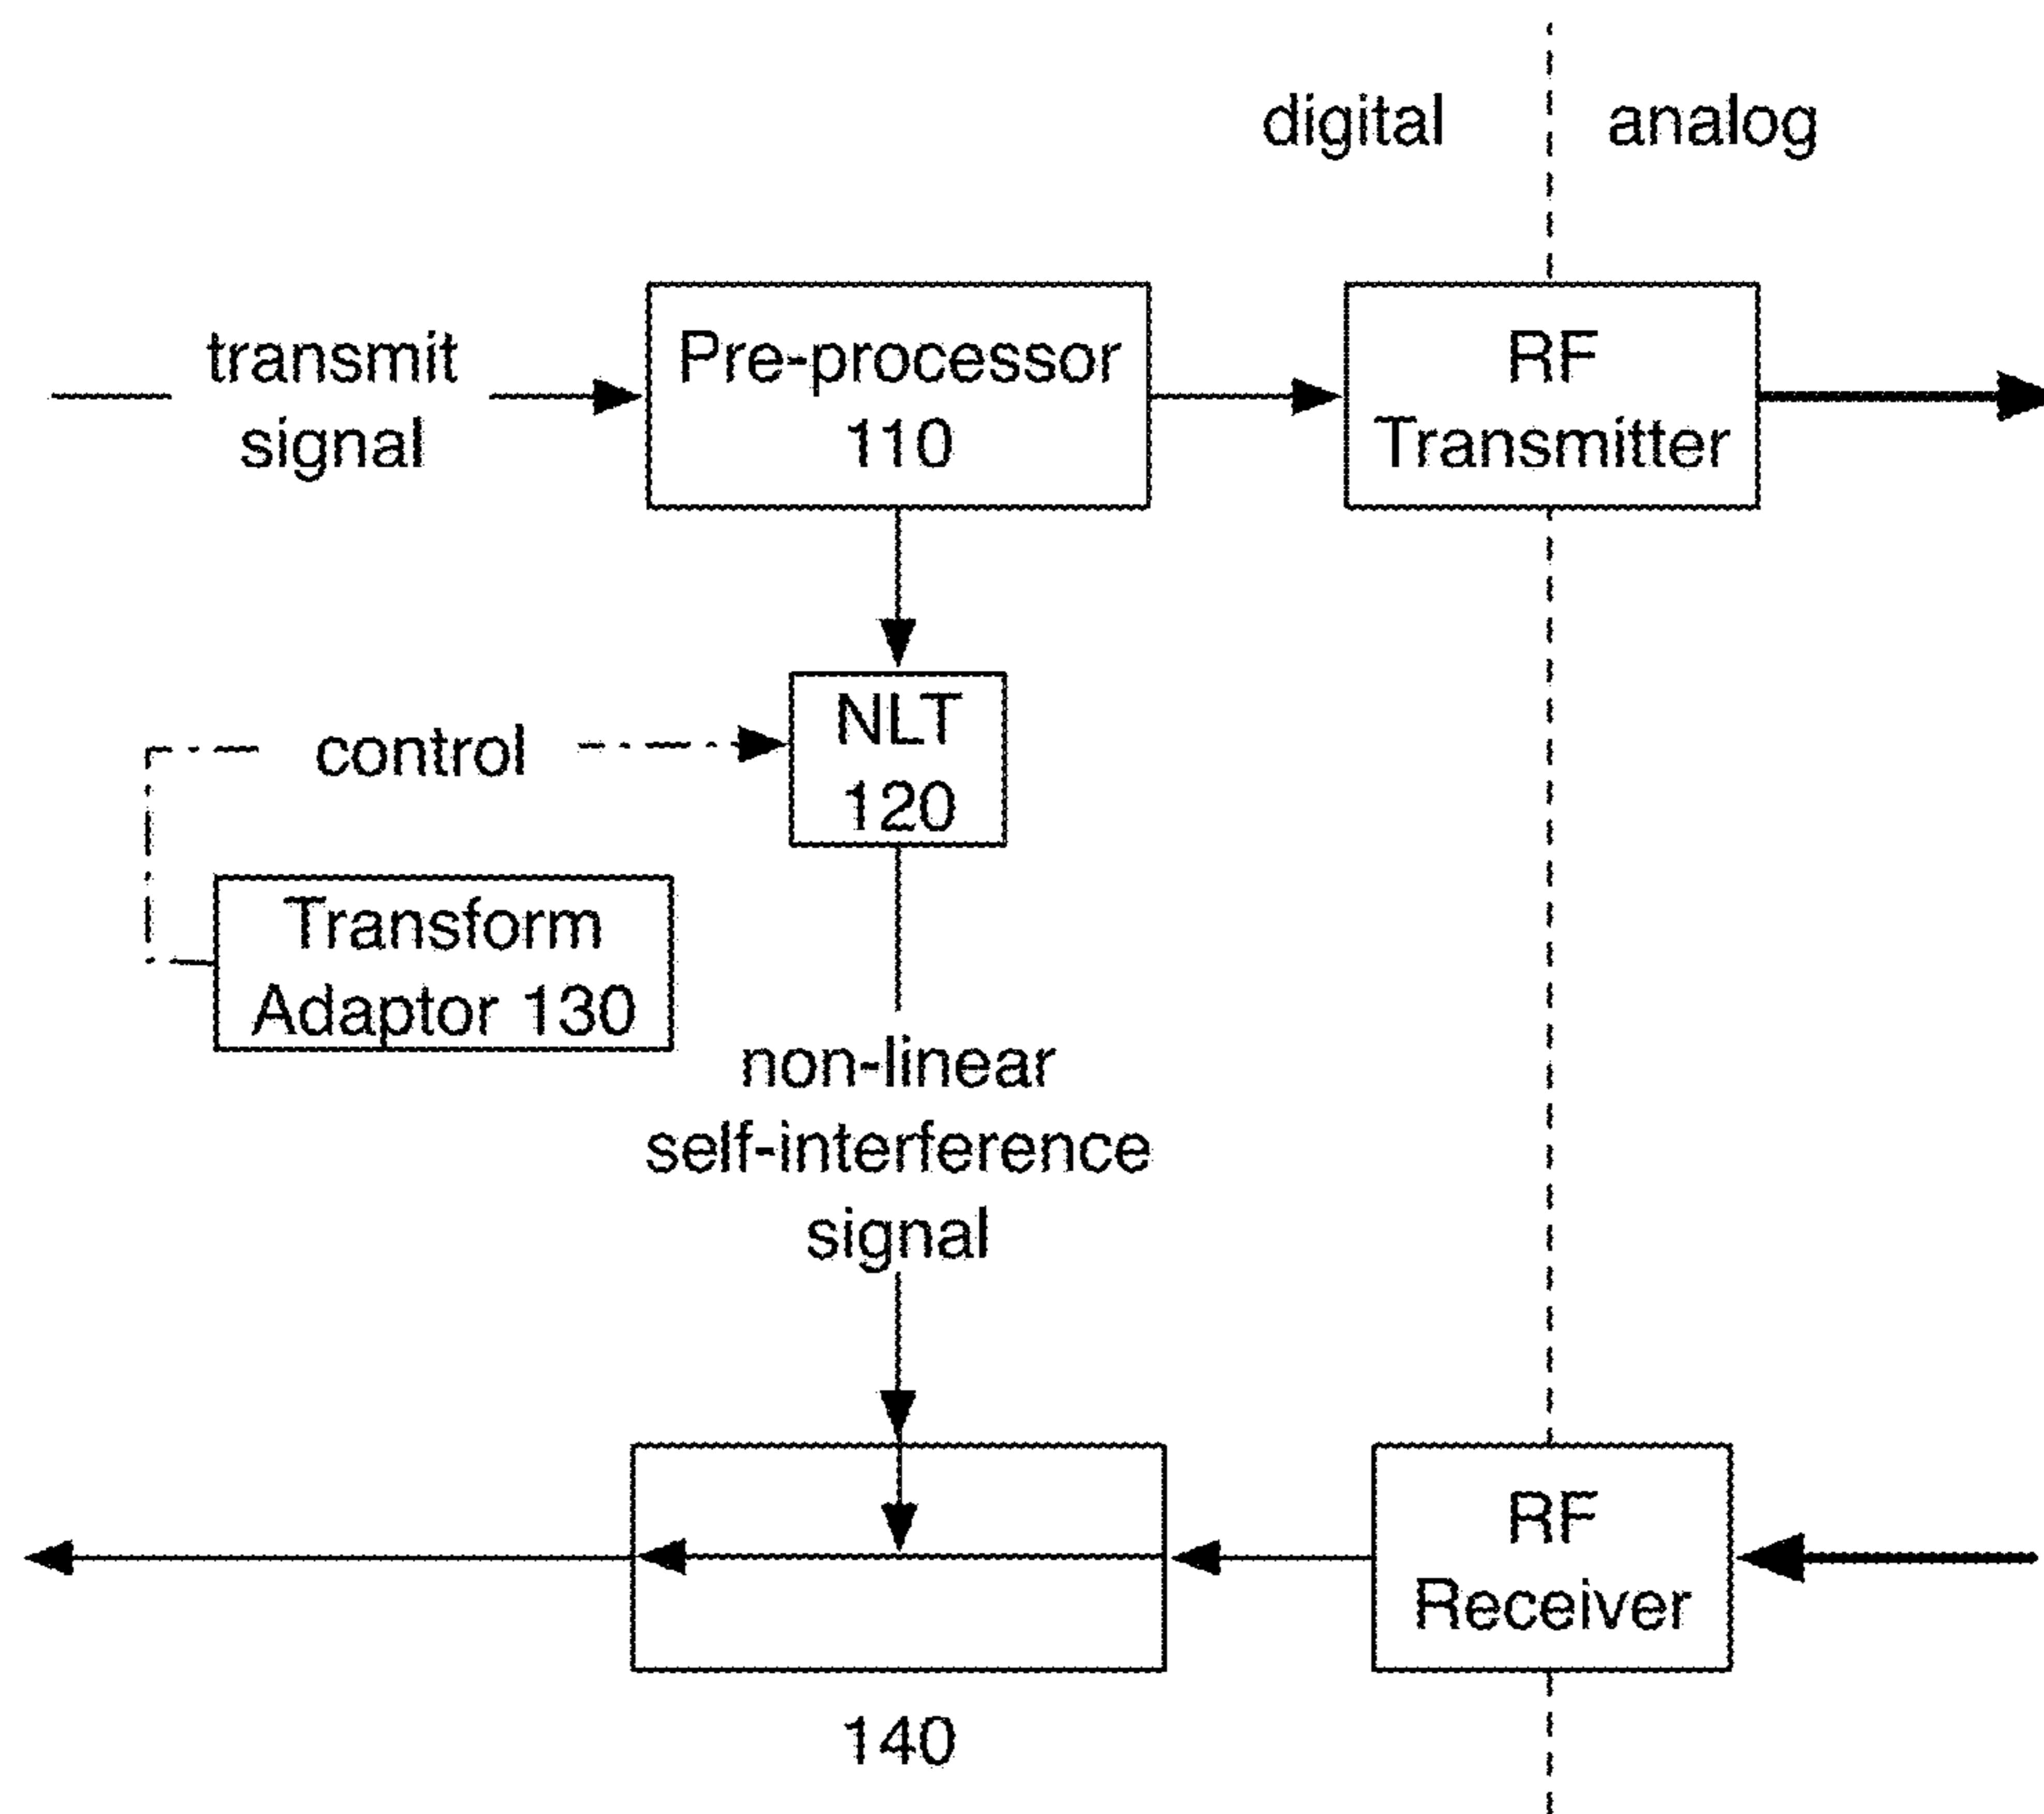 digital
analog
transmit
signal
Pre-processor
110
RF
Transmitter
control
NLT
120
Transform
Adaptor 130
non-linear
self-interference
signal
RF
Receiver
140